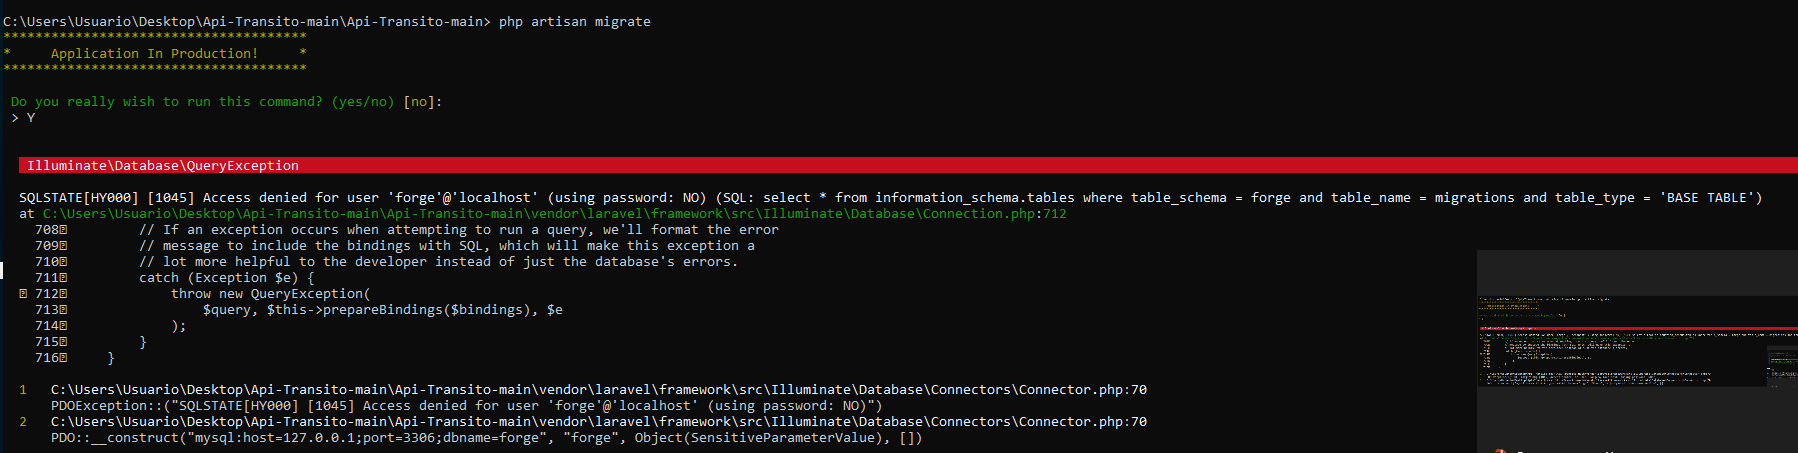 C:\Users\Usuario\Desktop\Api-Transito-main\Api-Transito-main> php artisan migrate
**************************************
*     Application In Production!     *
**************************************
Do you really wish to run this command? (yes/no) [no]:
> Y
Illuminate\Database\QueryException
SQLSTATE[HY000] [1045] Access denied for user 'forge'@'localhost' (using password: NO) (SQL: select * from information_schema.tables where table_schema = forge and table_name = migrations and table_type = 'BASE TABLE')
at C:\Users\Usuario\Desktop\Api-Transito-main\Api-Transito-main\vendor\laravel\framework\src\Illuminate\Database\Connection.php:712
708 // If an exception occurs when attempting to run a query, we'll format the error
709 // message to include the bindings with SQL, which will make this exception a
710 // lot more helpful to the developer instead of just the database's errors.
711 catch (Exception $e) {
712 throw new QueryException(
713 $query, $this->prepareBindings($bindings), $e
714 );
715 }
716 }
1 C:\Users\Usuario\Desktop\Api-Transito-main\Api-Transito-main\vendor\laravel\framework\src\Illuminate\Database\Connectors\Connector.php:70
PDOException::("SQLSTATE[HY000] [1045] Access denied for user 'forge'@'localhost' (using password: NO)")
2 C:\Users\Usuario\Desktop\Api-Transito-main\Api-Transito-main\vendor\laravel\framework\src\Illuminate\Database\Connectors\Connector.php:70
PDO::__construct("mysql:host=127.0.0.1;port=3306;dbname=forge", "forge", Object(SensitiveParameterValue), [])